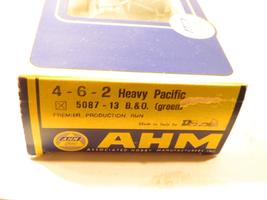 4-6-2 Heavy Pacific
5087-13 B.&O. (green)
PREMIER PRODUCTION RUN
Made in Italy by
AHM
AHM
ASSOCIATED HOBBY MANUFACTURERS, INC.